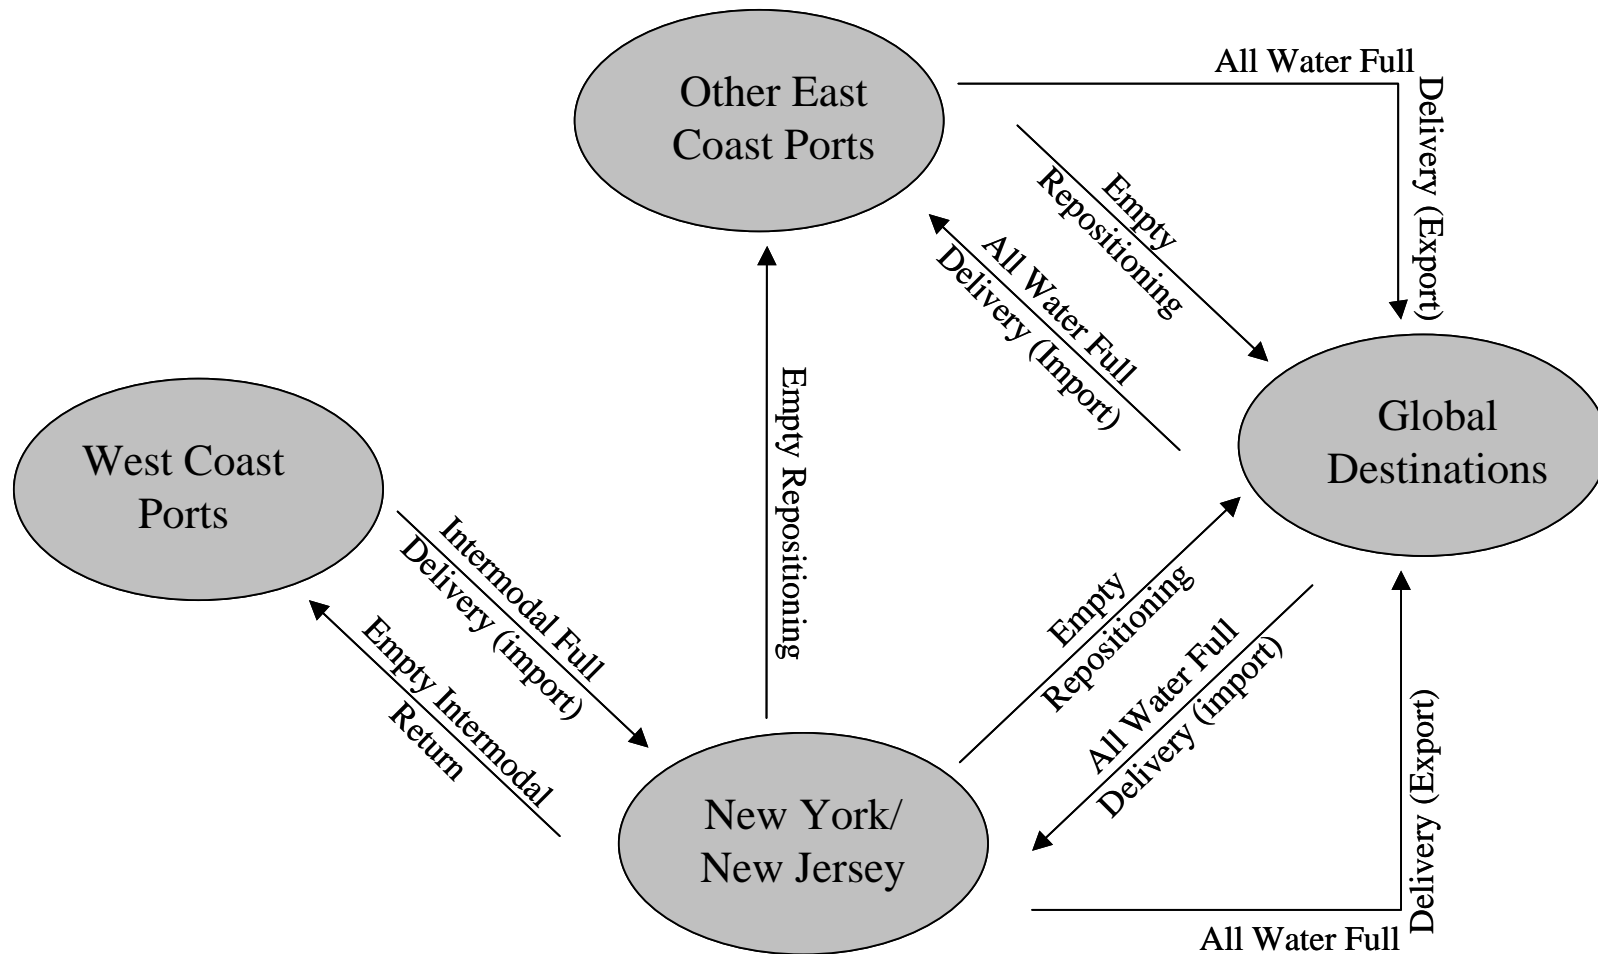 All Water Full
Delivery (Export)
Other East
Coast Ports
Empty
Repositioning
All Water Full
Delivery (Import)
Empty Repositioning
Global
Destinations
West Coast
Ports
Intermodal Full
Delivery (import)
Empty Intermodal
Return
Empty
Repositioning
All Water Full
Delivery (import)
New York/
New Jersey
Delivery (Export)
All Water Full